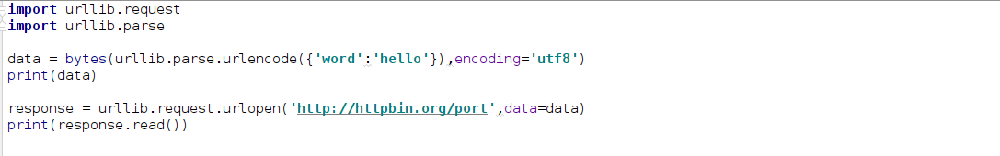 import urllib.request
import urllib.parse
data = bytes(urllib.parse.urlencode({'word':'hello'}),encoding='utf8')
print(data)
response = urllib.request.urlopen('http://httpbin.org/port',data=data)
print(response.read())